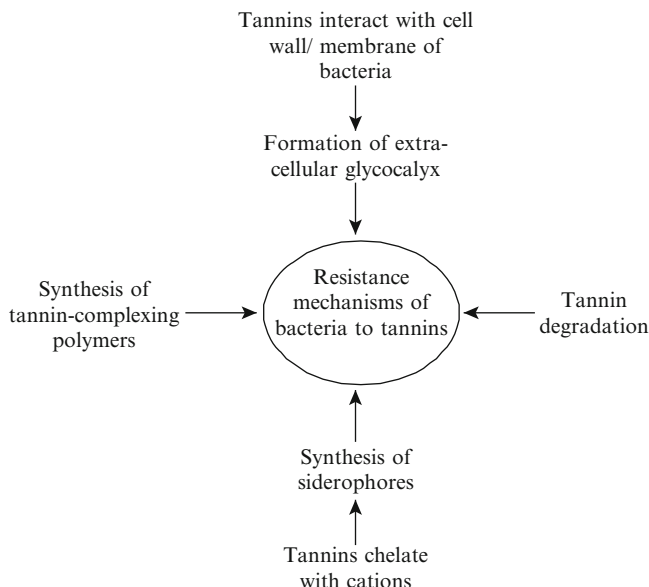 Tannins interact with cell
wall/ membrane of
bacteria
Formation of extra-
cellular glycocalyx
Synthesis of
tannin-complexing
polymers
Resistance
mechanisms of
bacteria to tannins
Tannin
degradation
Synthesis of
siderophores
Tannins chelate
with cations